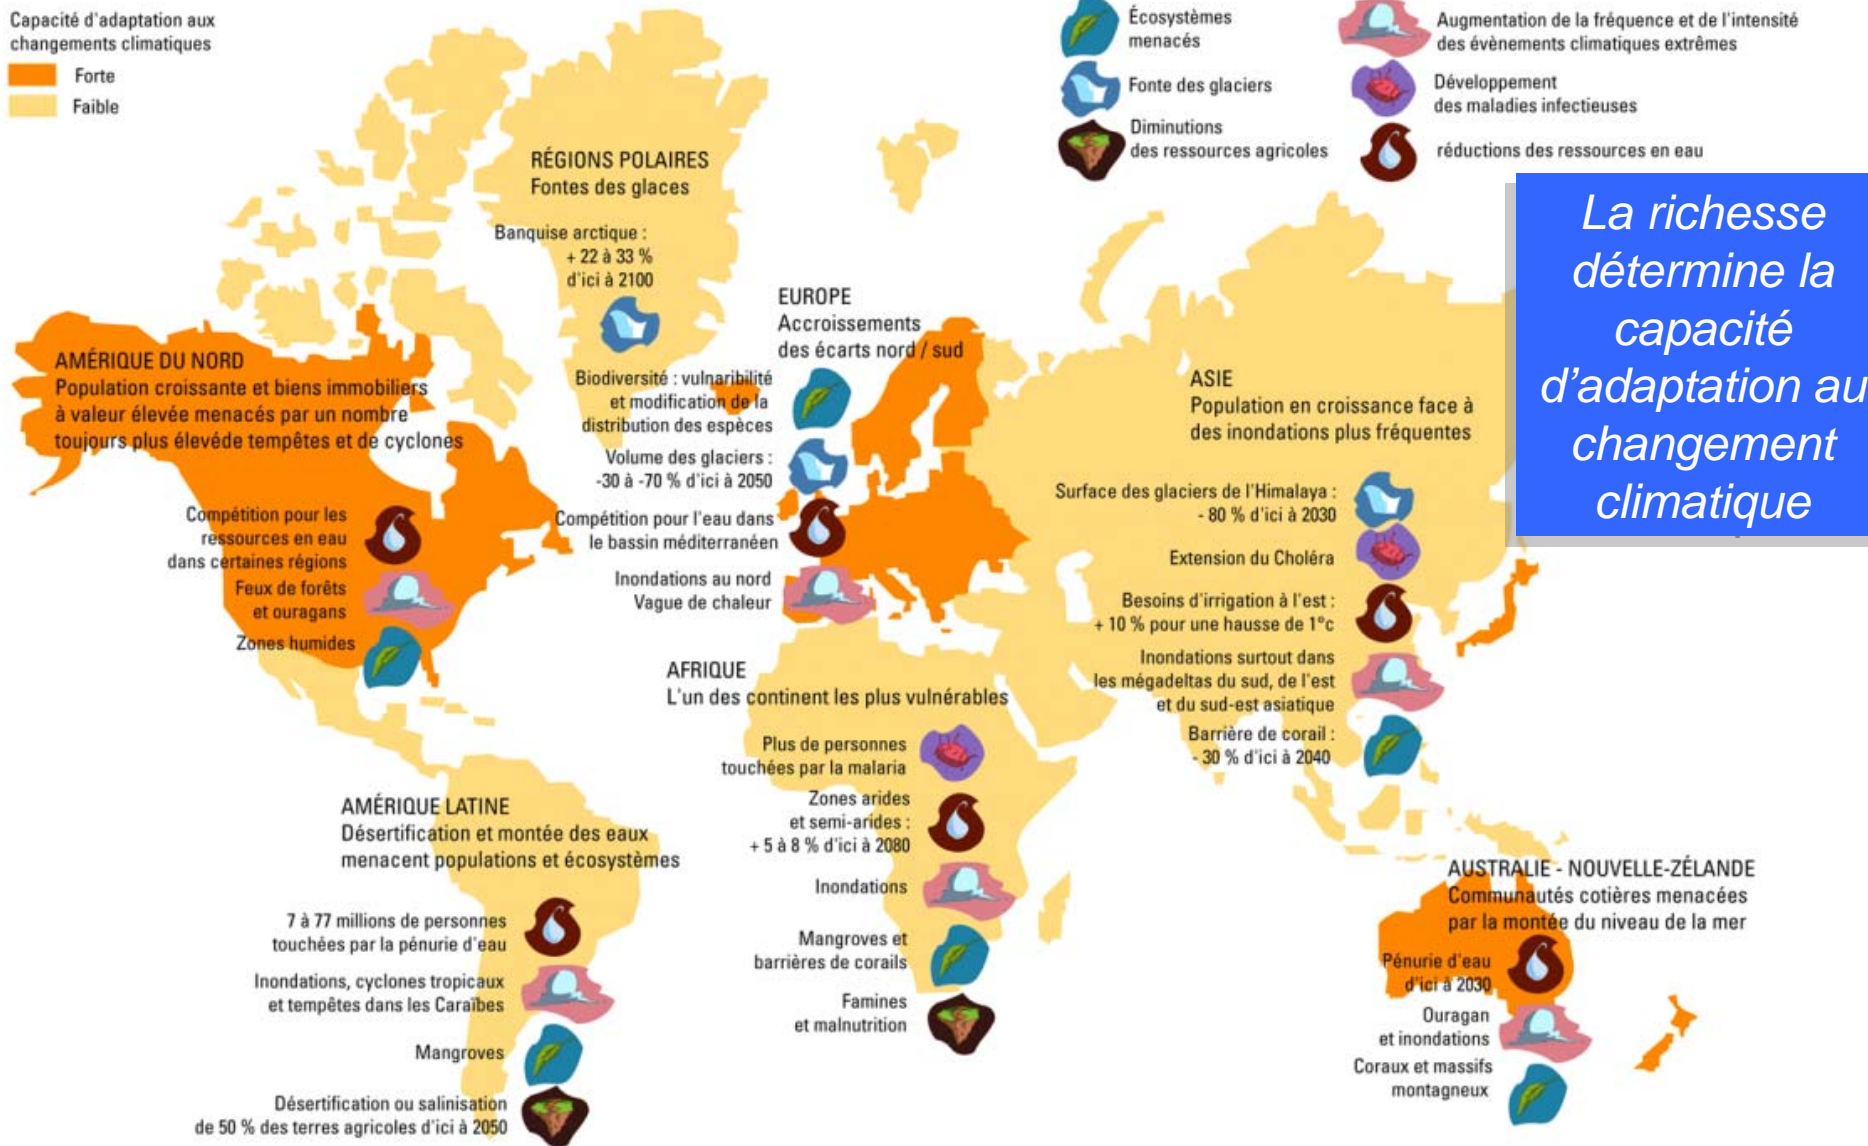 Capacité d'adaptation aux
changements climatiques
Forte
Faible
Écosystèmes
menacés
Fonte des glaciers
Diminutions
des ressources agricoles
Augmentation de la fréquence et de l'intensité
des évènements climatiques extrêmes
Développement
des maladies infectieuses
réductions des ressources en eau
La richesse
détermine la
capacité
d'adaptation au
changement
climatique
RÉGIONS POLAIRES
Fontes des glaces
Banquise arctique :
+ 22 à 33 %
d'ici à 2100
AMÉRIQUE DU NORD
Population croissante et biens immobiliers
à valeur élevée menacés par un nombre
toujours plus élevéde tempêtes et de cyclones
Compétition pour les
ressources en eau
dans certaines régions
Feux de forêts
et ouragans
Zones humides
EUROPE
Accroissements
des écarts nord / sud
Biodiversité : vulnaribilité
et modification de la
distribution des espèces
Volume des glaciers :
-30 à -70 % d'ici à 2050
Compétition pour l'eau dans
le bassin méditerranéen
Inondations au nord
Vague de chaleur
ASIE
Population en croissance face à
des inondations plus fréquentes
Surface des glaciers de l'Himalaya :
- 80 % d'ici à 2030
Extension du Choléra
Besoins d'irrigation à l'est :
+ 10 % pour une hausse de 1°c
Inondations surtout dans
les mégadeltas du sud, de l'est
et du sud-est asiatique
Barrière de corail :
- 30 % d'ici à 2040
AFRIQUE
L'un des continent les plus vulnérables
Plus de personnes
touchées par la malaria
Zones arides
et semi-arides :
+ 5 à 8 % d'ici à 2080
Inondations
Mangroves et
barrières de corails
Famines
et malnutrition
AMÉRIQUE LATINE
Désertification et montée des eaux
menacent populations et écosystèmes
7 à 77 millions de personnes
touchées par la pénurie d'eau
Inondations, cyclones tropicaux
et tempêtes dans les Caraïbes
Mangroves
Désertification ou salinisation
de 50 % des terres agricoles d'ici à 2050
AUSTRALIE - NOUVELLE-ZÉLANDE
Communautés cotières menacées
par la montée du niveau de la mer
Pénurie d'eau
d'ici à 2030
Ouragan
et inondations
Coraux et massifs
montagneux